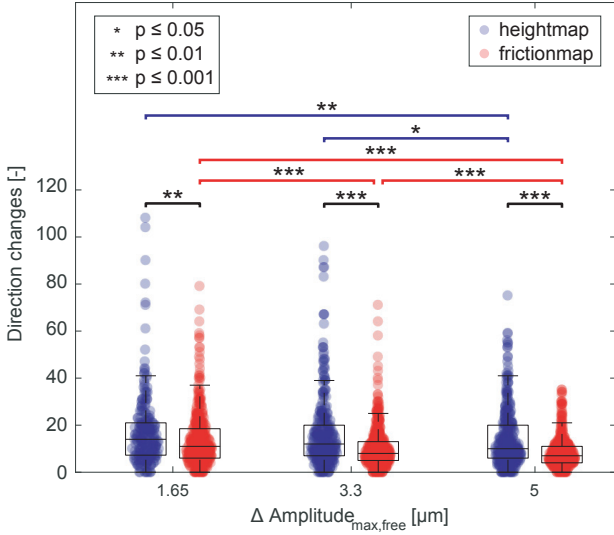 * p ≤ 0.05
** p ≤ 0.01
*** p ≤ 0.001
heightmap
frictionmap
**
*
***
*** ***
** *** ***
Direction changes [-]
120
100
80
60
40
20
0
1.65 3.3 5
Δ Amplitude max,free [µm]